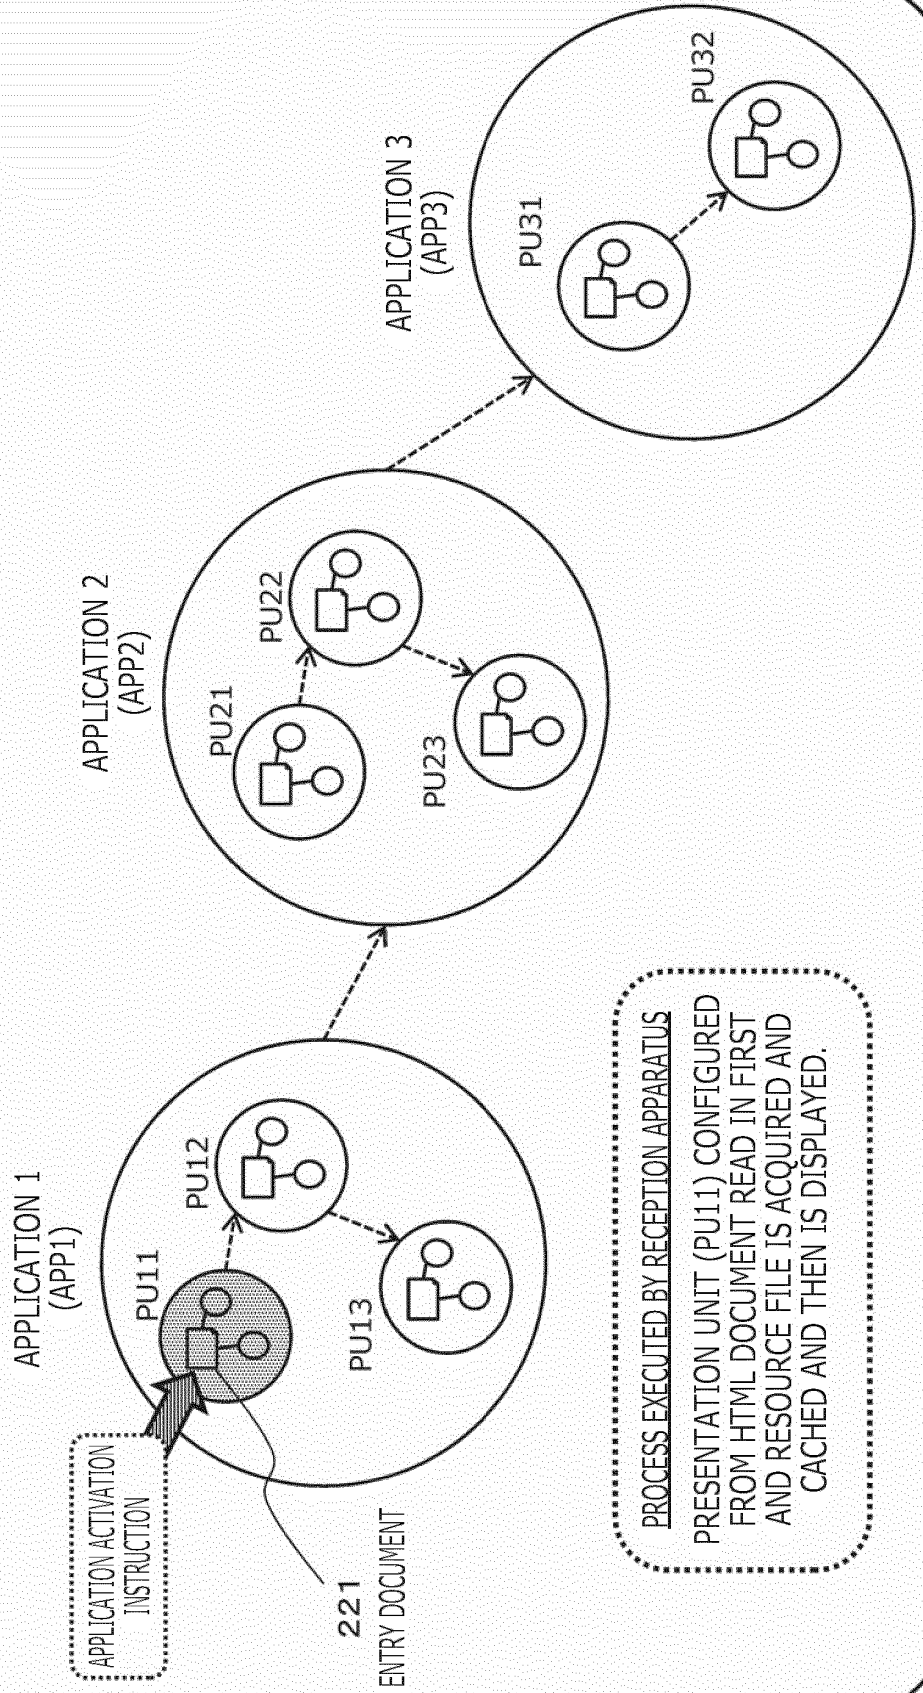 APPLICATION ACTIVATION
INSTRUCTION
221
ENTRY DOCUMENT
APPLICATION 1
(APP1)
PU11
PU12
PU13
APPLICATION 2
(APP2)
PU21
PU22
PU23
APPLICATION 3
(APP3)
PU31
PU32
PROCESS EXECUTED BY RECEPTION APPARATUS
PRESENTATION UNIT (PU11) CONFIGURED
FROM HTML DOCUMENT READ IN FIRST
AND RESOURCE FILE IS ACQUIRED AND
CACHED AND THEN IS DISPLAYED.